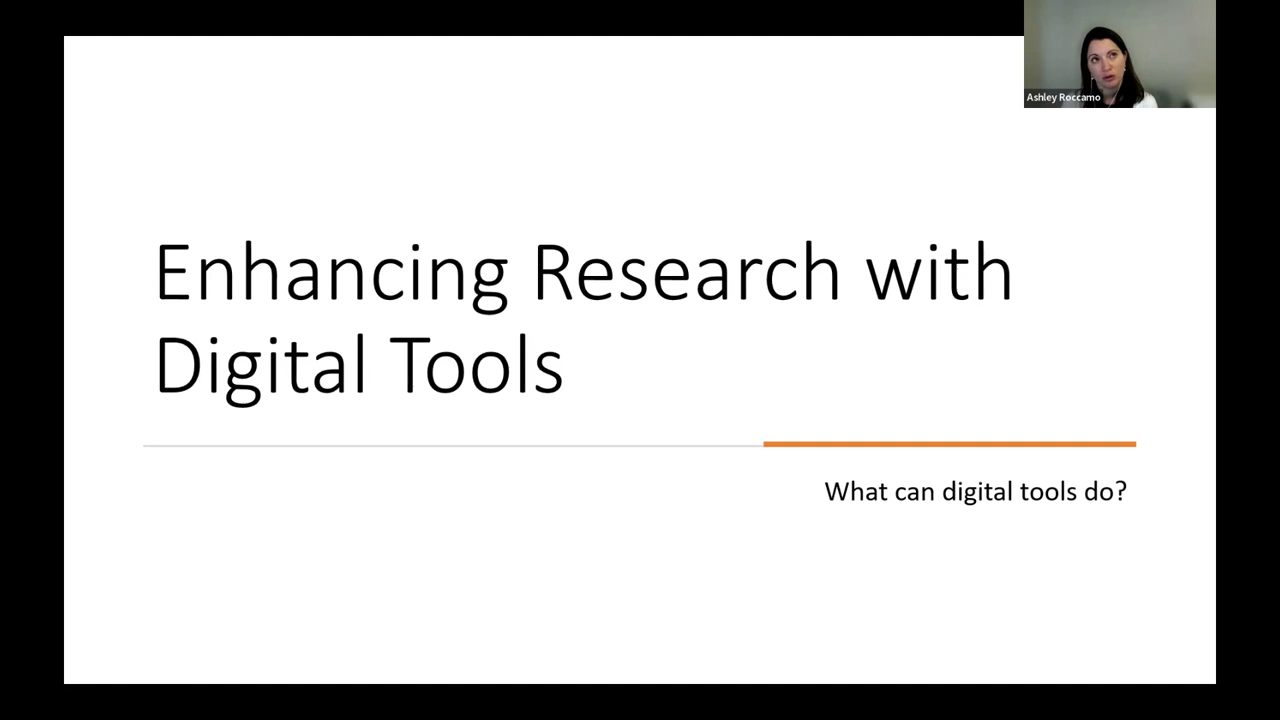 Ashley Roccamo
Enhancing Research with
Digital Tools
What can digital tools do?